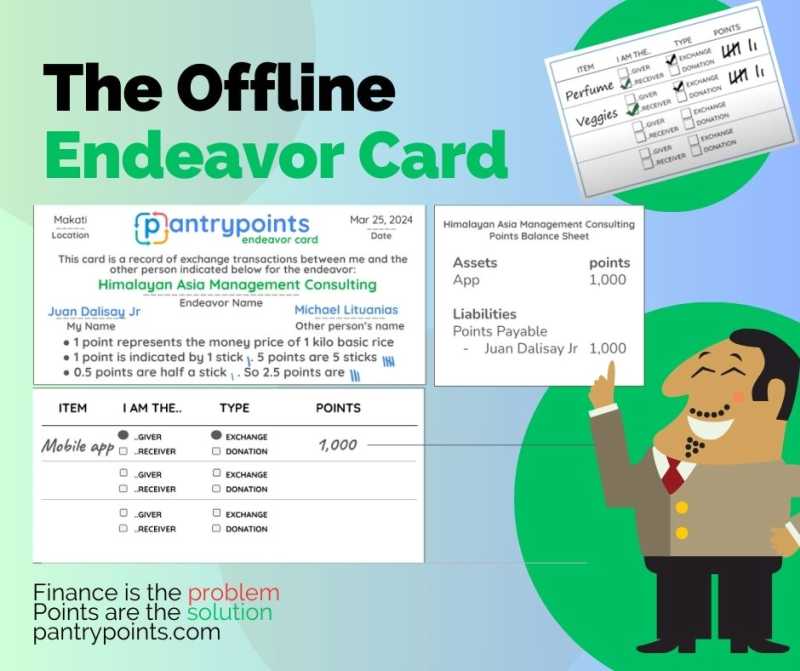 The Offline
Endeavor Card
ITEM I AM THE.. TYPE POINTS
Perfume ..GIVER ..RECEIVER EXCHANGE DONATION
Veggies ..GIVER ..RECEIVER EXCHANGE DONATION
..GIVER ..RECEIVER EXCHANGE DONATION
..GIVER ..RECEIVER EXCHANGE DONATION
Makati
Location
pantrypoints
endeavor card
Mar 25, 2024
Date
This card is a record of exchange transactions between me and the
other person indicated below for the endeavor:
Himalayan Asia Management Consulting
Endeavor Name
Juan Dalisay Jr
My Name
Michael Lituanias
Other person's name
• 1 point represents the money price of 1 kilo basic rice
• 1 point is indicated by 1 stick . 5 points are 5 sticks
• 0.5 points are half a stick . So 2.5 points are
Himalayan Asia Management Consulting
Points Balance Sheet
Assets points
App 1,000
Liabilities
Points Payable
- Juan Dalisay Jr 1,000
ITEM I AM THE.. TYPE POINTS
Mobile app ..GIVER EXCHANGE 1,000
..RECEIVER DONATION
..GIVER EXCHANGE
..RECEIVER DONATION
..GIVER EXCHANGE
..RECEIVER DONATION
Finance is the problem
Points are the solution
pantrypoints.com